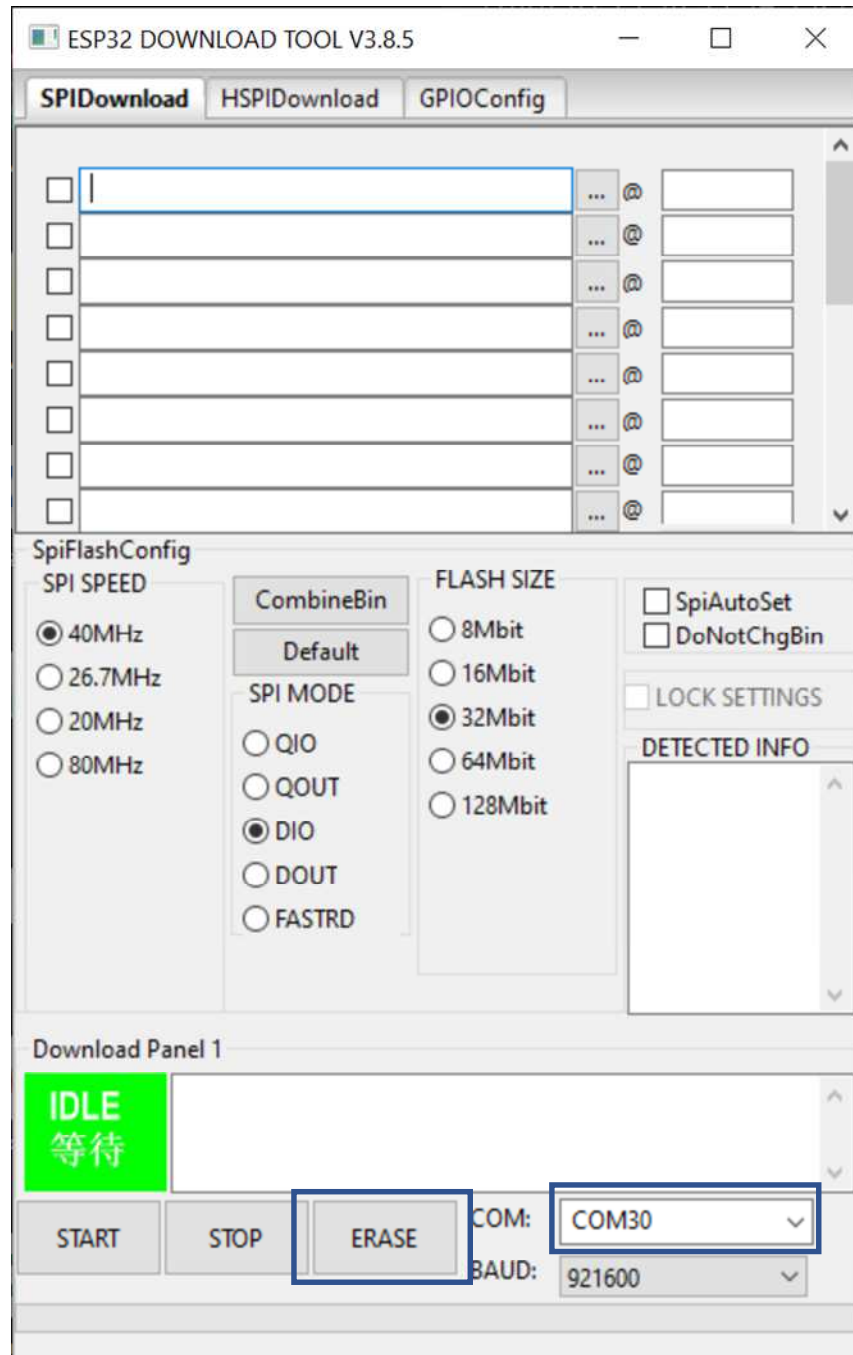 ESP32 DOWNLOAD TOOL V3.8.5
SPIDownload HSPIDownload GPIOConfig
... @
... @
... @
... @
... @
... @
... @
... @
SpiFlashConfig
SPI SPEED
40MHz
26.7MHz
20MHz
80MHz
CombineBin
Default
SPI MODE
QIO
QOUT
DIO
DOUT
FASTRD
FLASH SIZE
8Mbit
16Mbit
32Mbit
64Mbit
128Mbit
SpiAutoSet
DoNotChgBin
LOCK SETTINGS
DETECTED INFO
Download Panel 1
IDLE
等待
START STOP ERASE
COM: COM30
BAUD: 921600